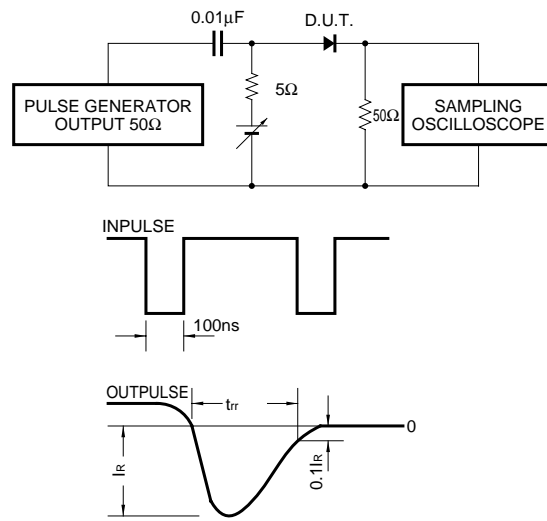 0.01μF
D.U.T.
5Ω
PULSE GENERATOR
OUTPUT 50Ω
50Ω
SAMPLING
OSCILLOSCOPE
INPULSE
100ns
OUTPULSE
trr
0
IR
0.1IR